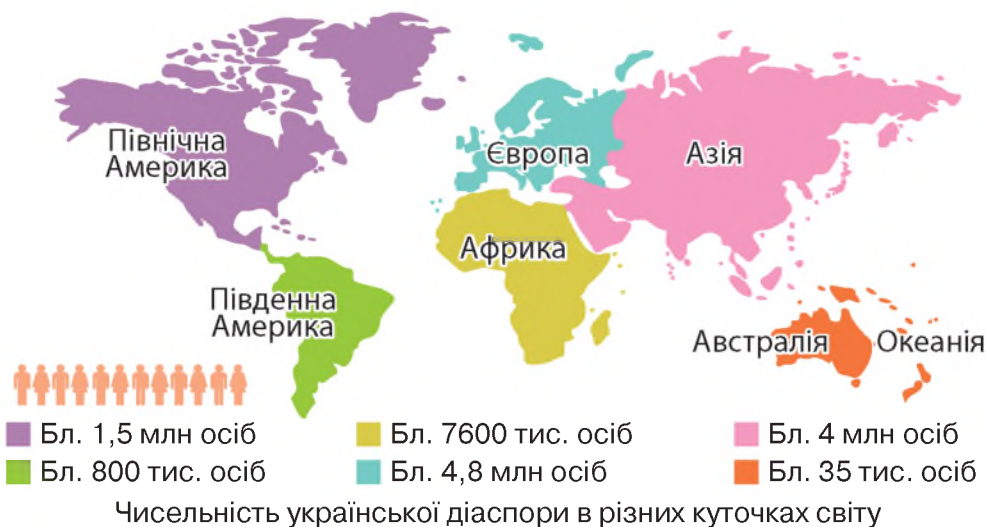 Північна
Америка
Європа
Азія
Африка
Південна
Америка
Австралія
Океанія
Бл. 1,5 млн осіб
Бл. 7600 тис. осіб
Бл. 4 млн осіб
Бл. 800 тис. осіб
Бл. 4,8 млн осіб
Бл. 35 тис. осіб
Чисельність української діаспори в різних куточках світу